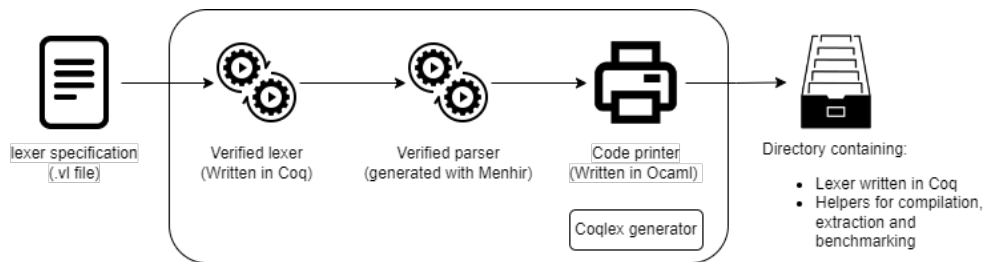 lexer specification
(.vl file)
Verified lexer
(Written in Coq)
Verified parser
(generated with Menhir)
Code printer
(Written in Ocaml)
Coqlex generator
Directory containing:
• Lexer written in Coq
• Helpers for compilation,
extraction and
benchmarking